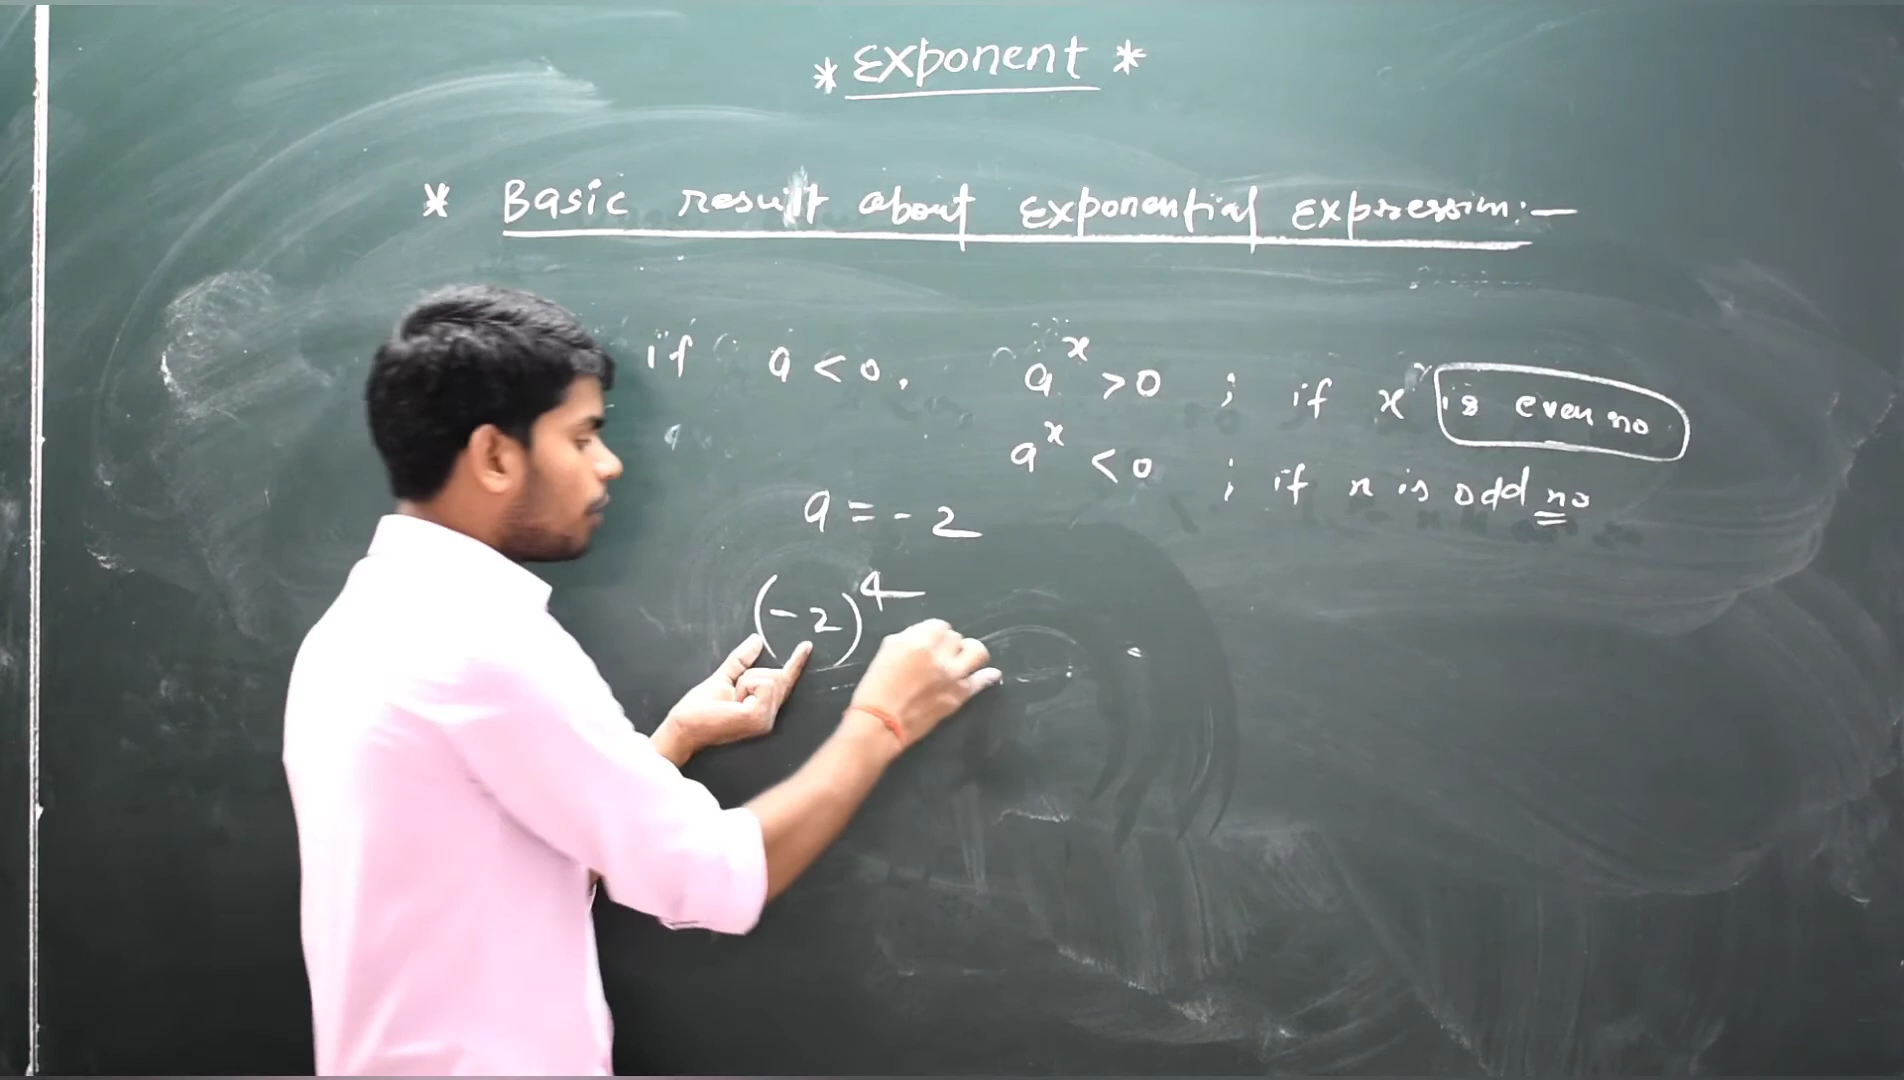 * Exponent *
* Basic result about Exponential Expression:-
if a < 0, a^x > 0 ; if x is even no
a^x < 0 ; if x is odd no
a = - 2
(-2)^4